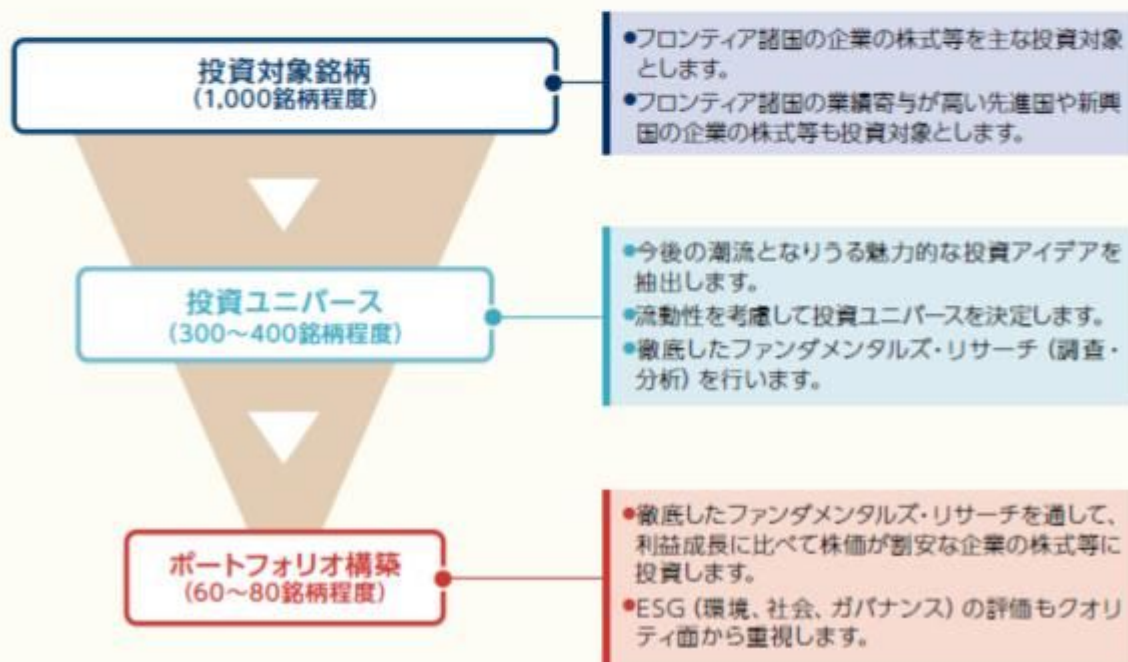 投資対象銘柄
(1,000銘柄程度)
●フロンティア諸国の企業の株式等を主な投資対象
とします。
●フロンティア諸国の業績寄与が高い先進国や新興
国の企業の株式等も投資対象とします。
投資ユニバース
(300〜400銘柄程度)
●今後の潮流となりうる魅力的な投資アイデアを
抽出します。
●流動性を考慮して投資ユニバースを決定します。
●徹底したファンダメンタルズ・リサーチ(調査・
分析)を行います。
ポートフォリオ構築
(60〜80銘柄程度)
●徹底したファンダメンタルズ・リサーチを通して、
利益成長に比べて株価が割安な企業の株式等に
投資します。
●ESG(環境、社会、ガバナンス)の評価もクオリ
ティ面から重視します。